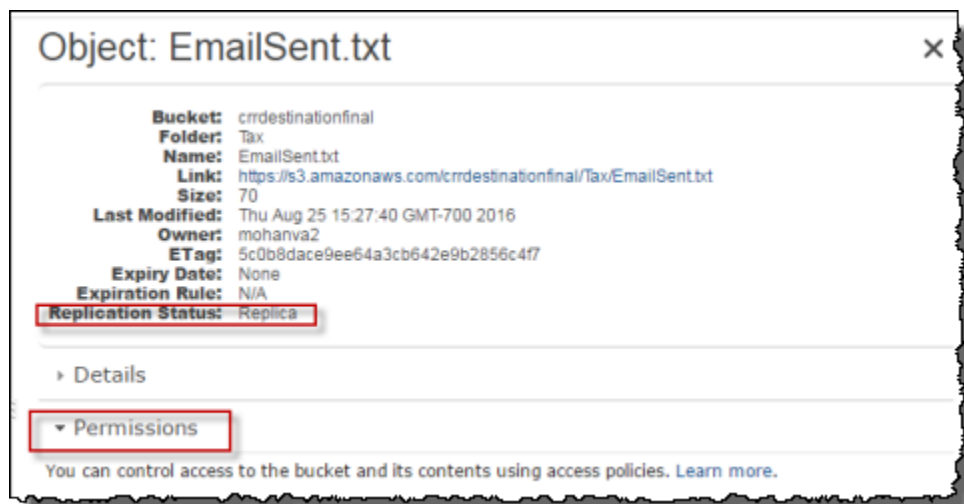 Object: EmailSent.txt
Bucket: crrdestinationfinal
Folder: Tax
Name: EmailSent.txt
Link: https://s3.amazonaws.com/crrdestinationfinal/Tax/EmailSent.txt
Size: 70
Last Modified: Thu Aug 25 15:27:40 GMT-700 2016
Owner: mohanva2
ETag: 5c0b8dace9ee64a3cb642e9b2856c4f7
Expiry Date: None
Expiration Rule: N/A
Replication Status: Replica
Details
Permissions
You can control access to the bucket and its contents using access policies. Learn more.